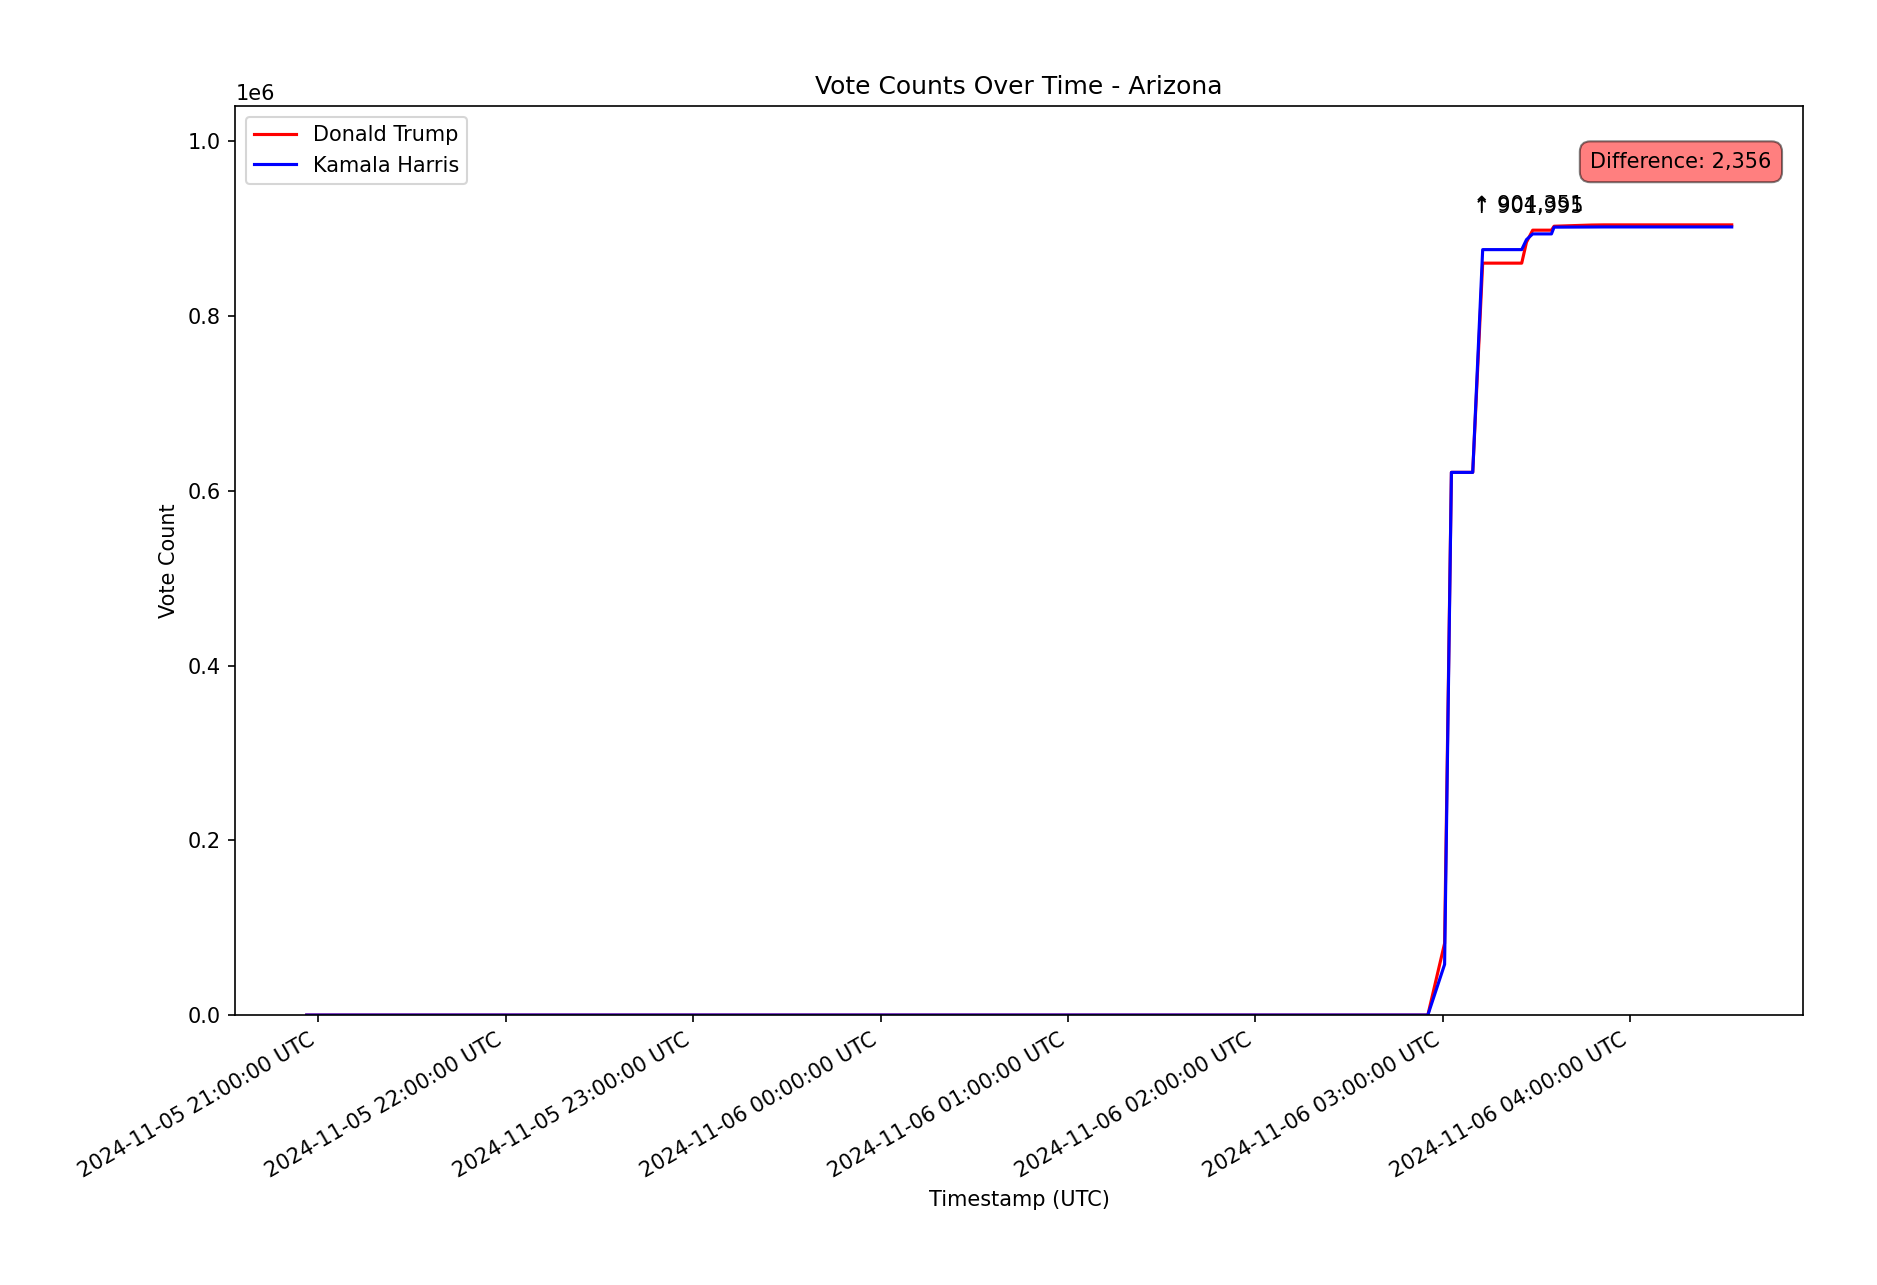 Vote Counts Over Time - Arizona
1e6
Donald Trump
Kamala Harris
Difference: 2,356
↑ 904,351
↑ 901,995
1.0
0.8
0.6
0.4
0.2
0.0
Vote Count
2024-11-05 21:00:00 UTC
2024-11-05 22:00:00 UTC
2024-11-05 23:00:00 UTC
2024-11-06 00:00:00 UTC
2024-11-06 01:00:00 UTC
2024-11-06 02:00:00 UTC
2024-11-06 03:00:00 UTC
2024-11-06 04:00:00 UTC
Timestamp (UTC)